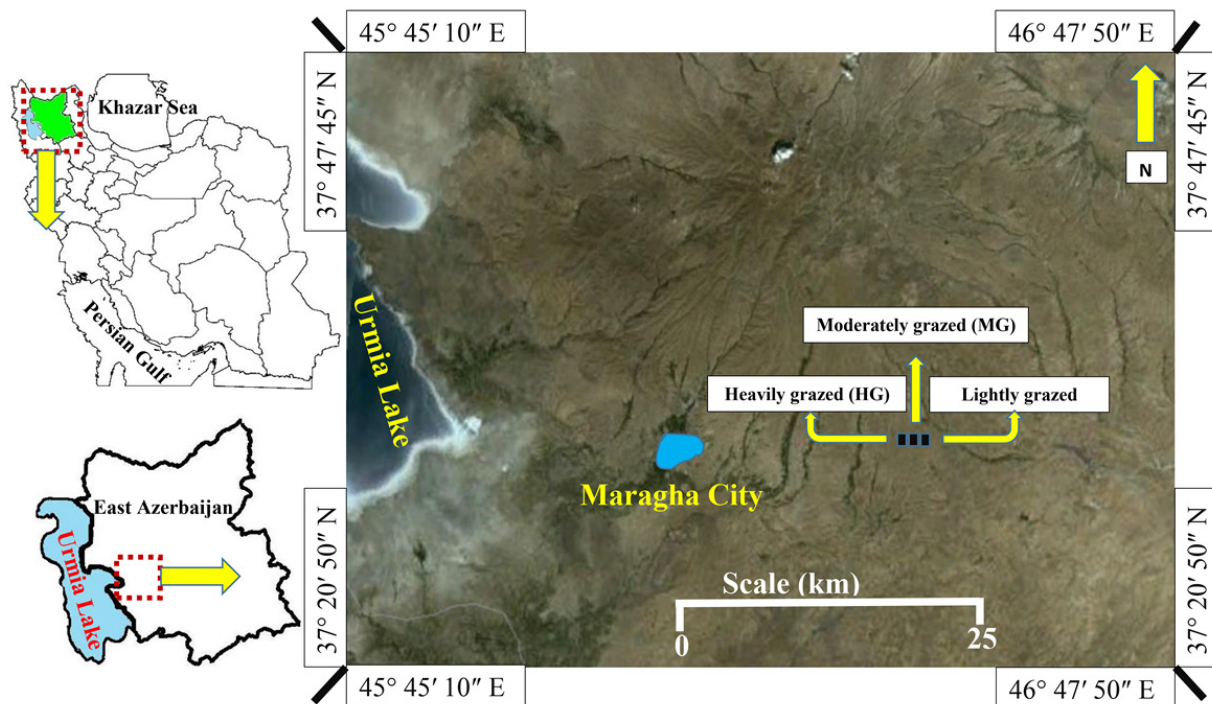 45° 45′ 10″ E
46° 47′ 50″ E
37° 47′ 45″ N
37° 47′ 45″ N
Khazar Sea
Persian Gulf
N
Urmia Lake
Moderately grazed (MG)
Heavily grazed (HG)
Lightly grazed
Maragha City
East Azerbaijan
Urmia Lake
37° 20′ 50″ N
37° 20′ 50″ N
Scale (km)
0
25
45° 45′ 10″ E
46° 47′ 50″ E